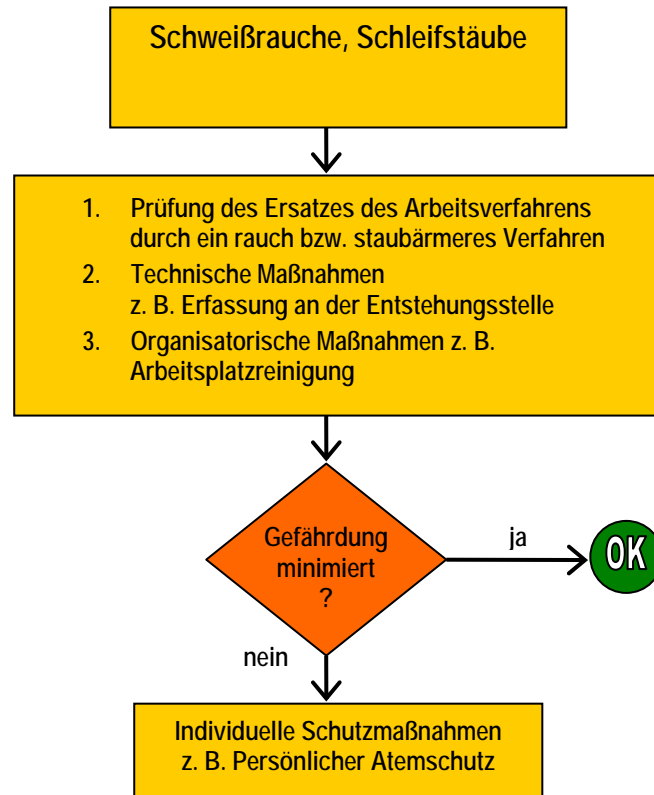 Schweißrauche, Schleifstäube
1. Prüfung des Ersatzes des Arbeitsverfahrens
durch ein rauch bzw. staubärmeres Verfahren
2. Technische Maßnahmen
z. B. Erfassung an der Entstehungsstelle
3. Organisatorische Maßnahmen z. B.
Arbeitsplatzreinigung
Gefährdung
minimiert
?
ja
OK
nein
Individuelle Schutzmaßnahmen
z. B. Persönlicher Atemschutz